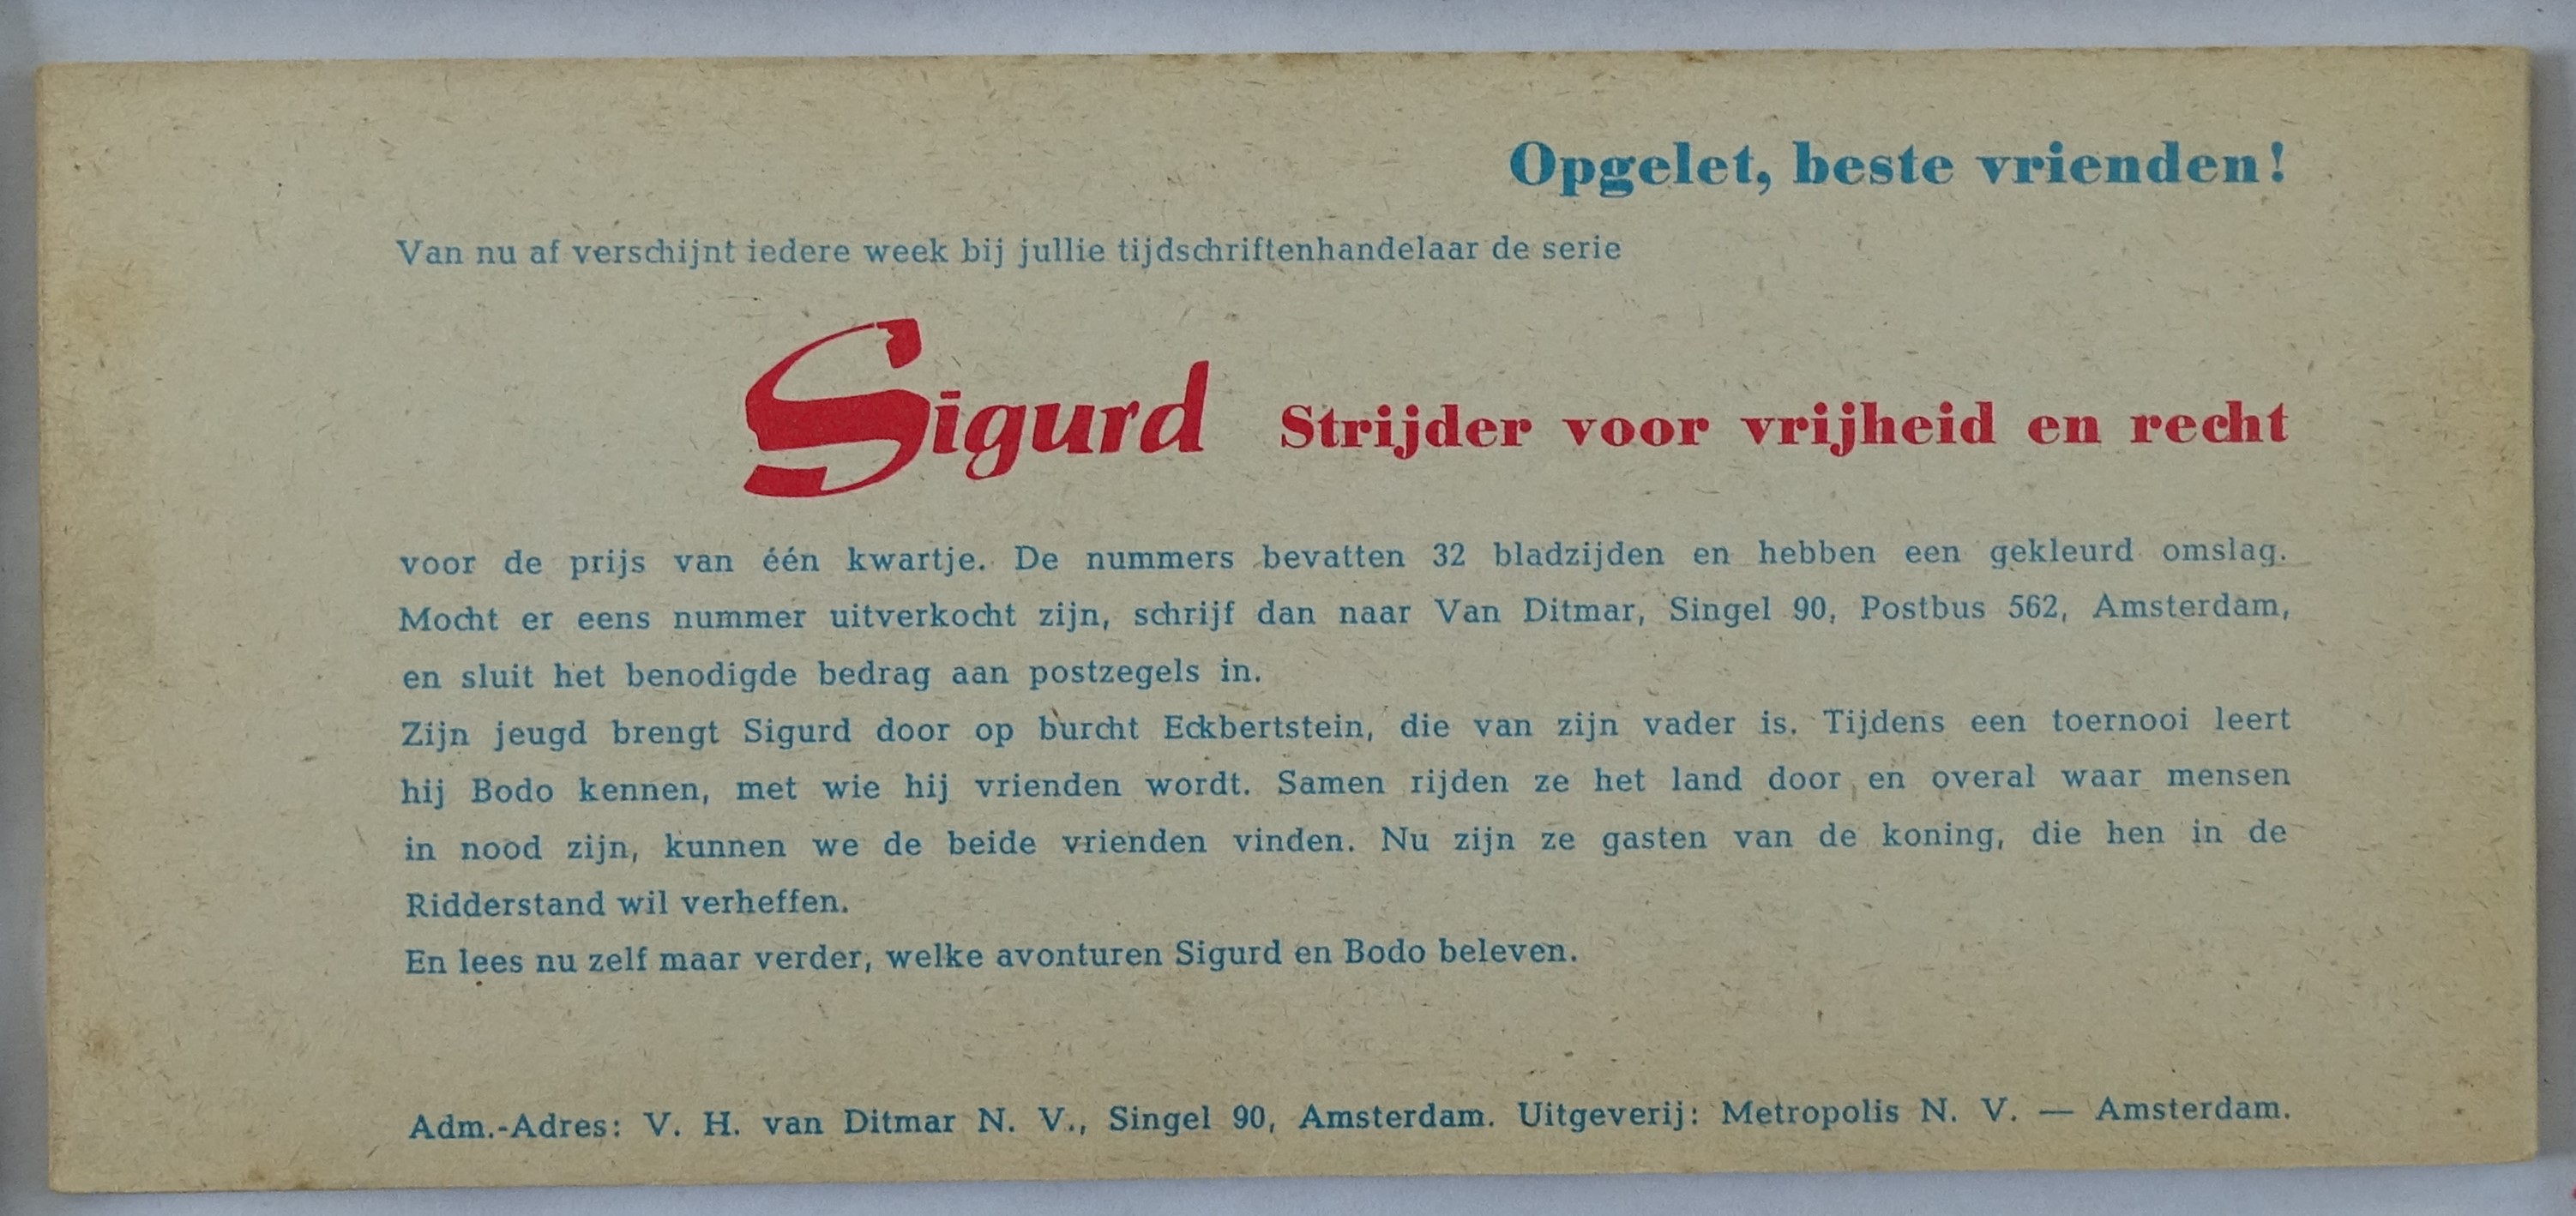 Opgelet, beste vrienden!
Van nu af verschijnt iedere week bij jullie tijdschriftenhandelaar de serie
Sigurd Strijder voor vrijheid en recht
voor de prijs van één kwartje. De nummers bevatten 32 bladzijden en hebben een gekleurd omslag.
Mocht er eens nummer uitverkocht zijn, schrijf dan naar Van Ditmar, Singel 90, Postbus 562, Amsterdam,
en sluit het benodigde bedrag aan postzegels in.
Zijn jeugd brengt Sigurd door op burcht Eckbertstein, die van zijn vader is. Tijdens een toernooi leert
hij Bodo kennen, met wie hij vrienden wordt. Samen rijden ze het land door en overal waar mensen
in nood zijn, kunnen we de beide vrienden vinden. Nu zijn ze gasten van de koning, die hen in de
Ridderstand wil verheffen.
En lees nu zelf maar verder, welke avonturen Sigurd en Bodo beleven.
Adm.-Adres: V. H. van Ditmar N. V., Singel 90, Amsterdam. Uitgeverij: Metropolis N. V. — Amsterdam.